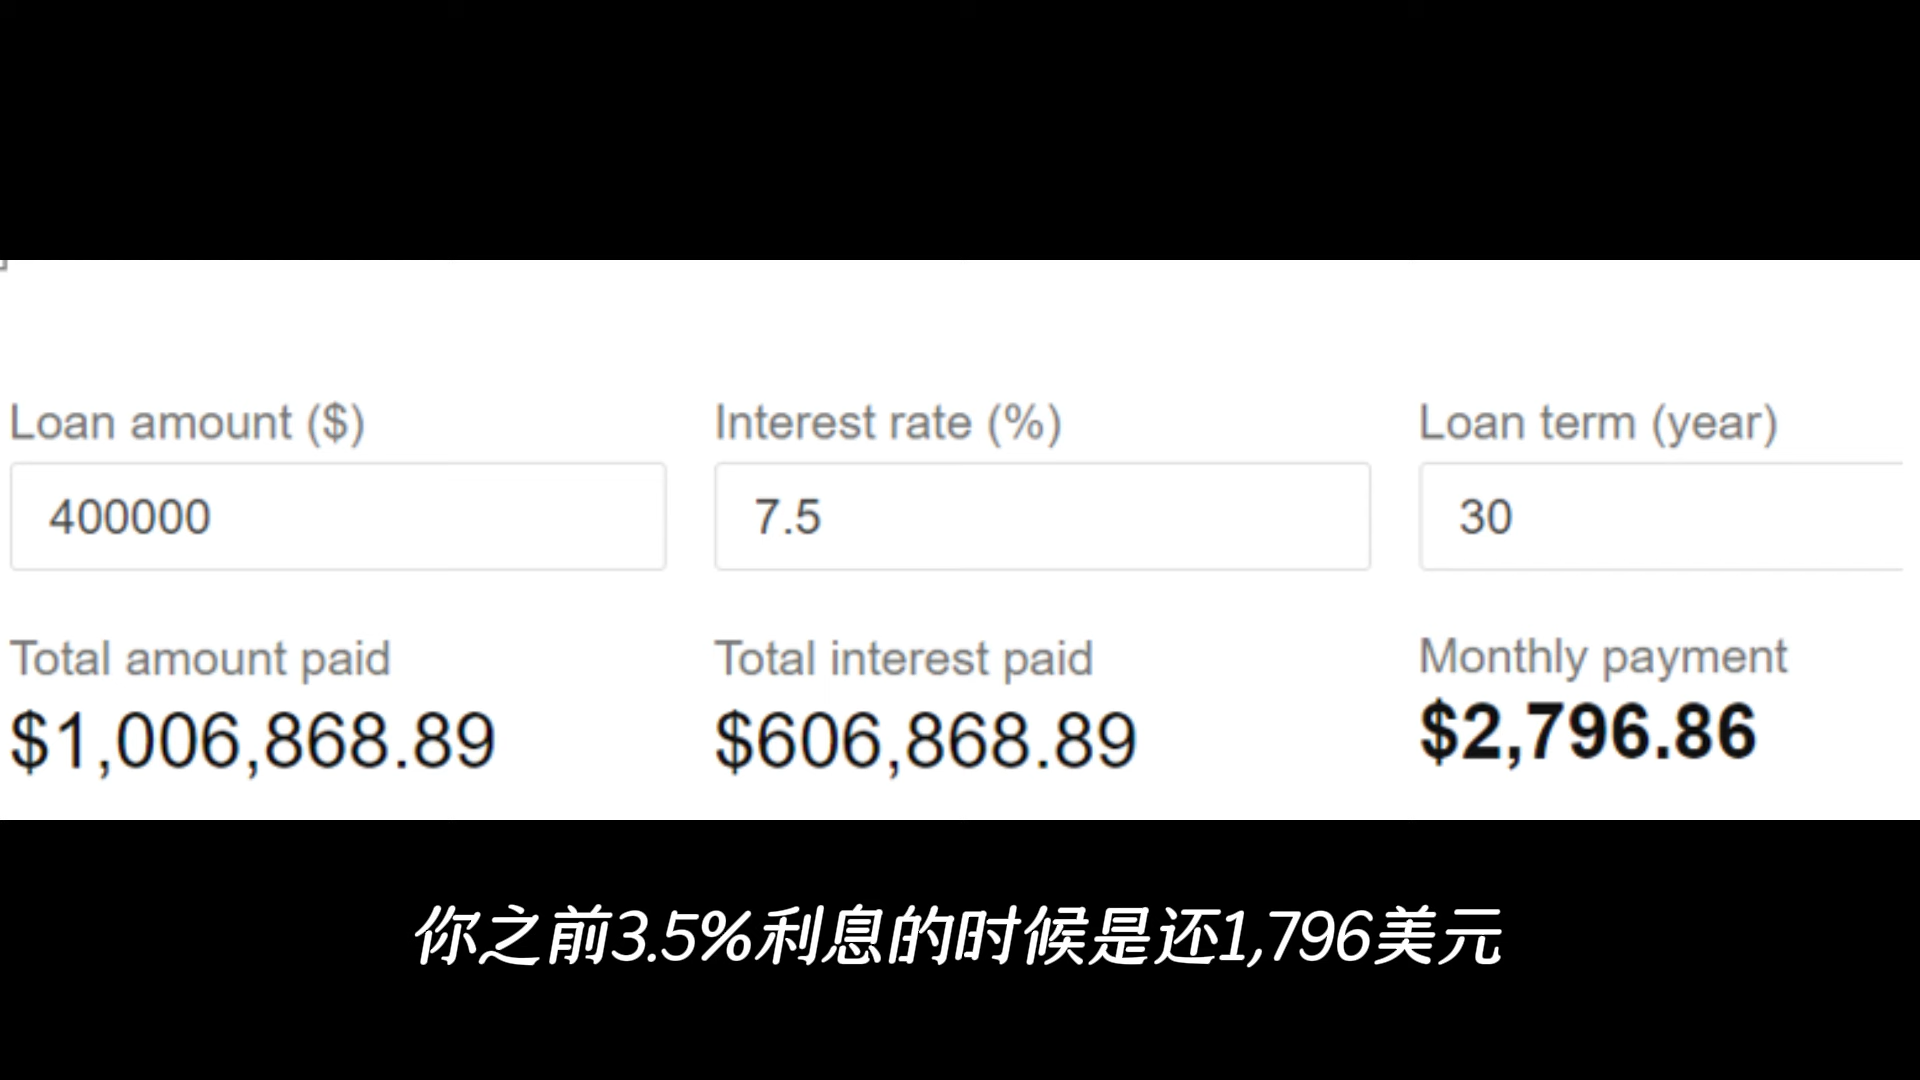 Loan amount ($) Interest rate (%) Loan term (year)
400000 7.5 30
Total amount paid Total interest paid Monthly payment
$1,006,868.89 $606,868.89 $2,796.86
你之前3.5%利息的时候是还1,796美元